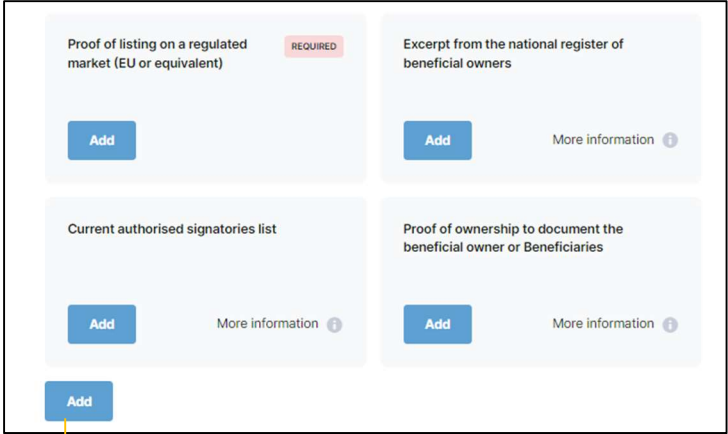 Proof of listing on a regulated
market (EU or equivalent)
REQUIRED
Add
Excerpt from the national register of
beneficial owners
Add
More information
Current authorised signatories list
Add
More information
Proof of ownership to document the
beneficial owner or Beneficiaries
Add
More information
Add